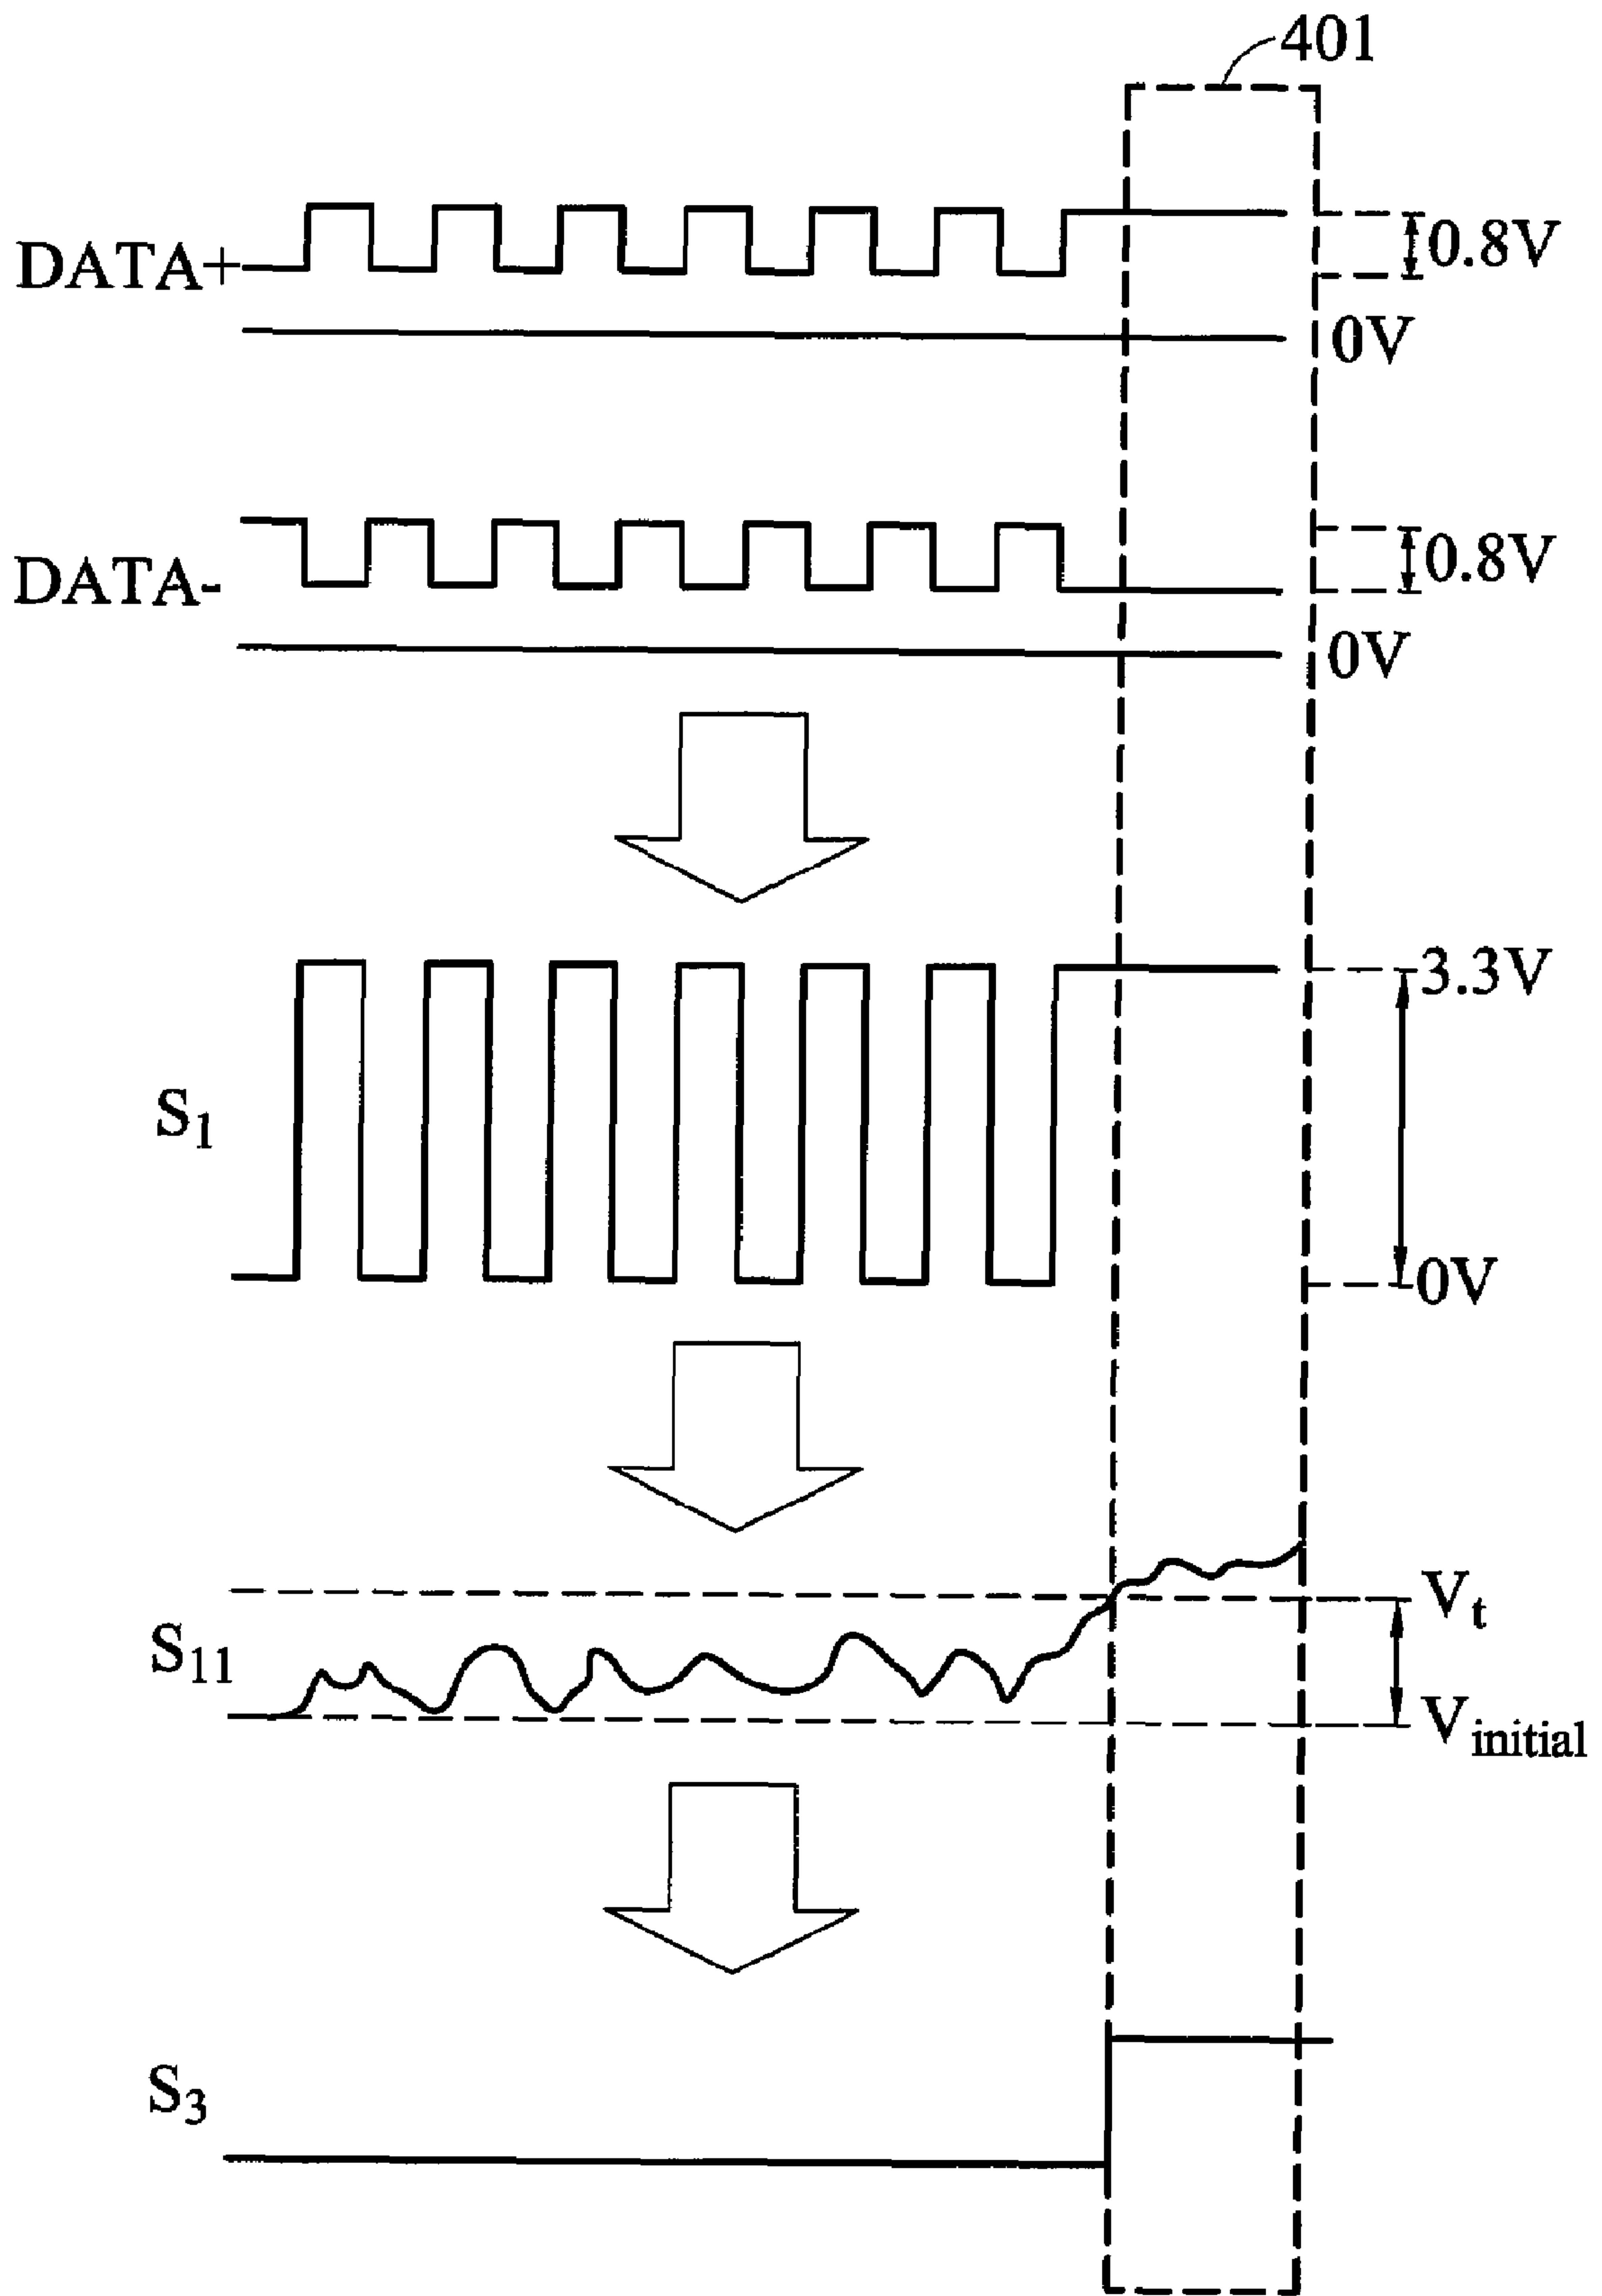 401
DATA+
0.8V
0V
DATA-
0.8V
0V
S1
3.3V
0V
S11
Vt
Vinitial
S3